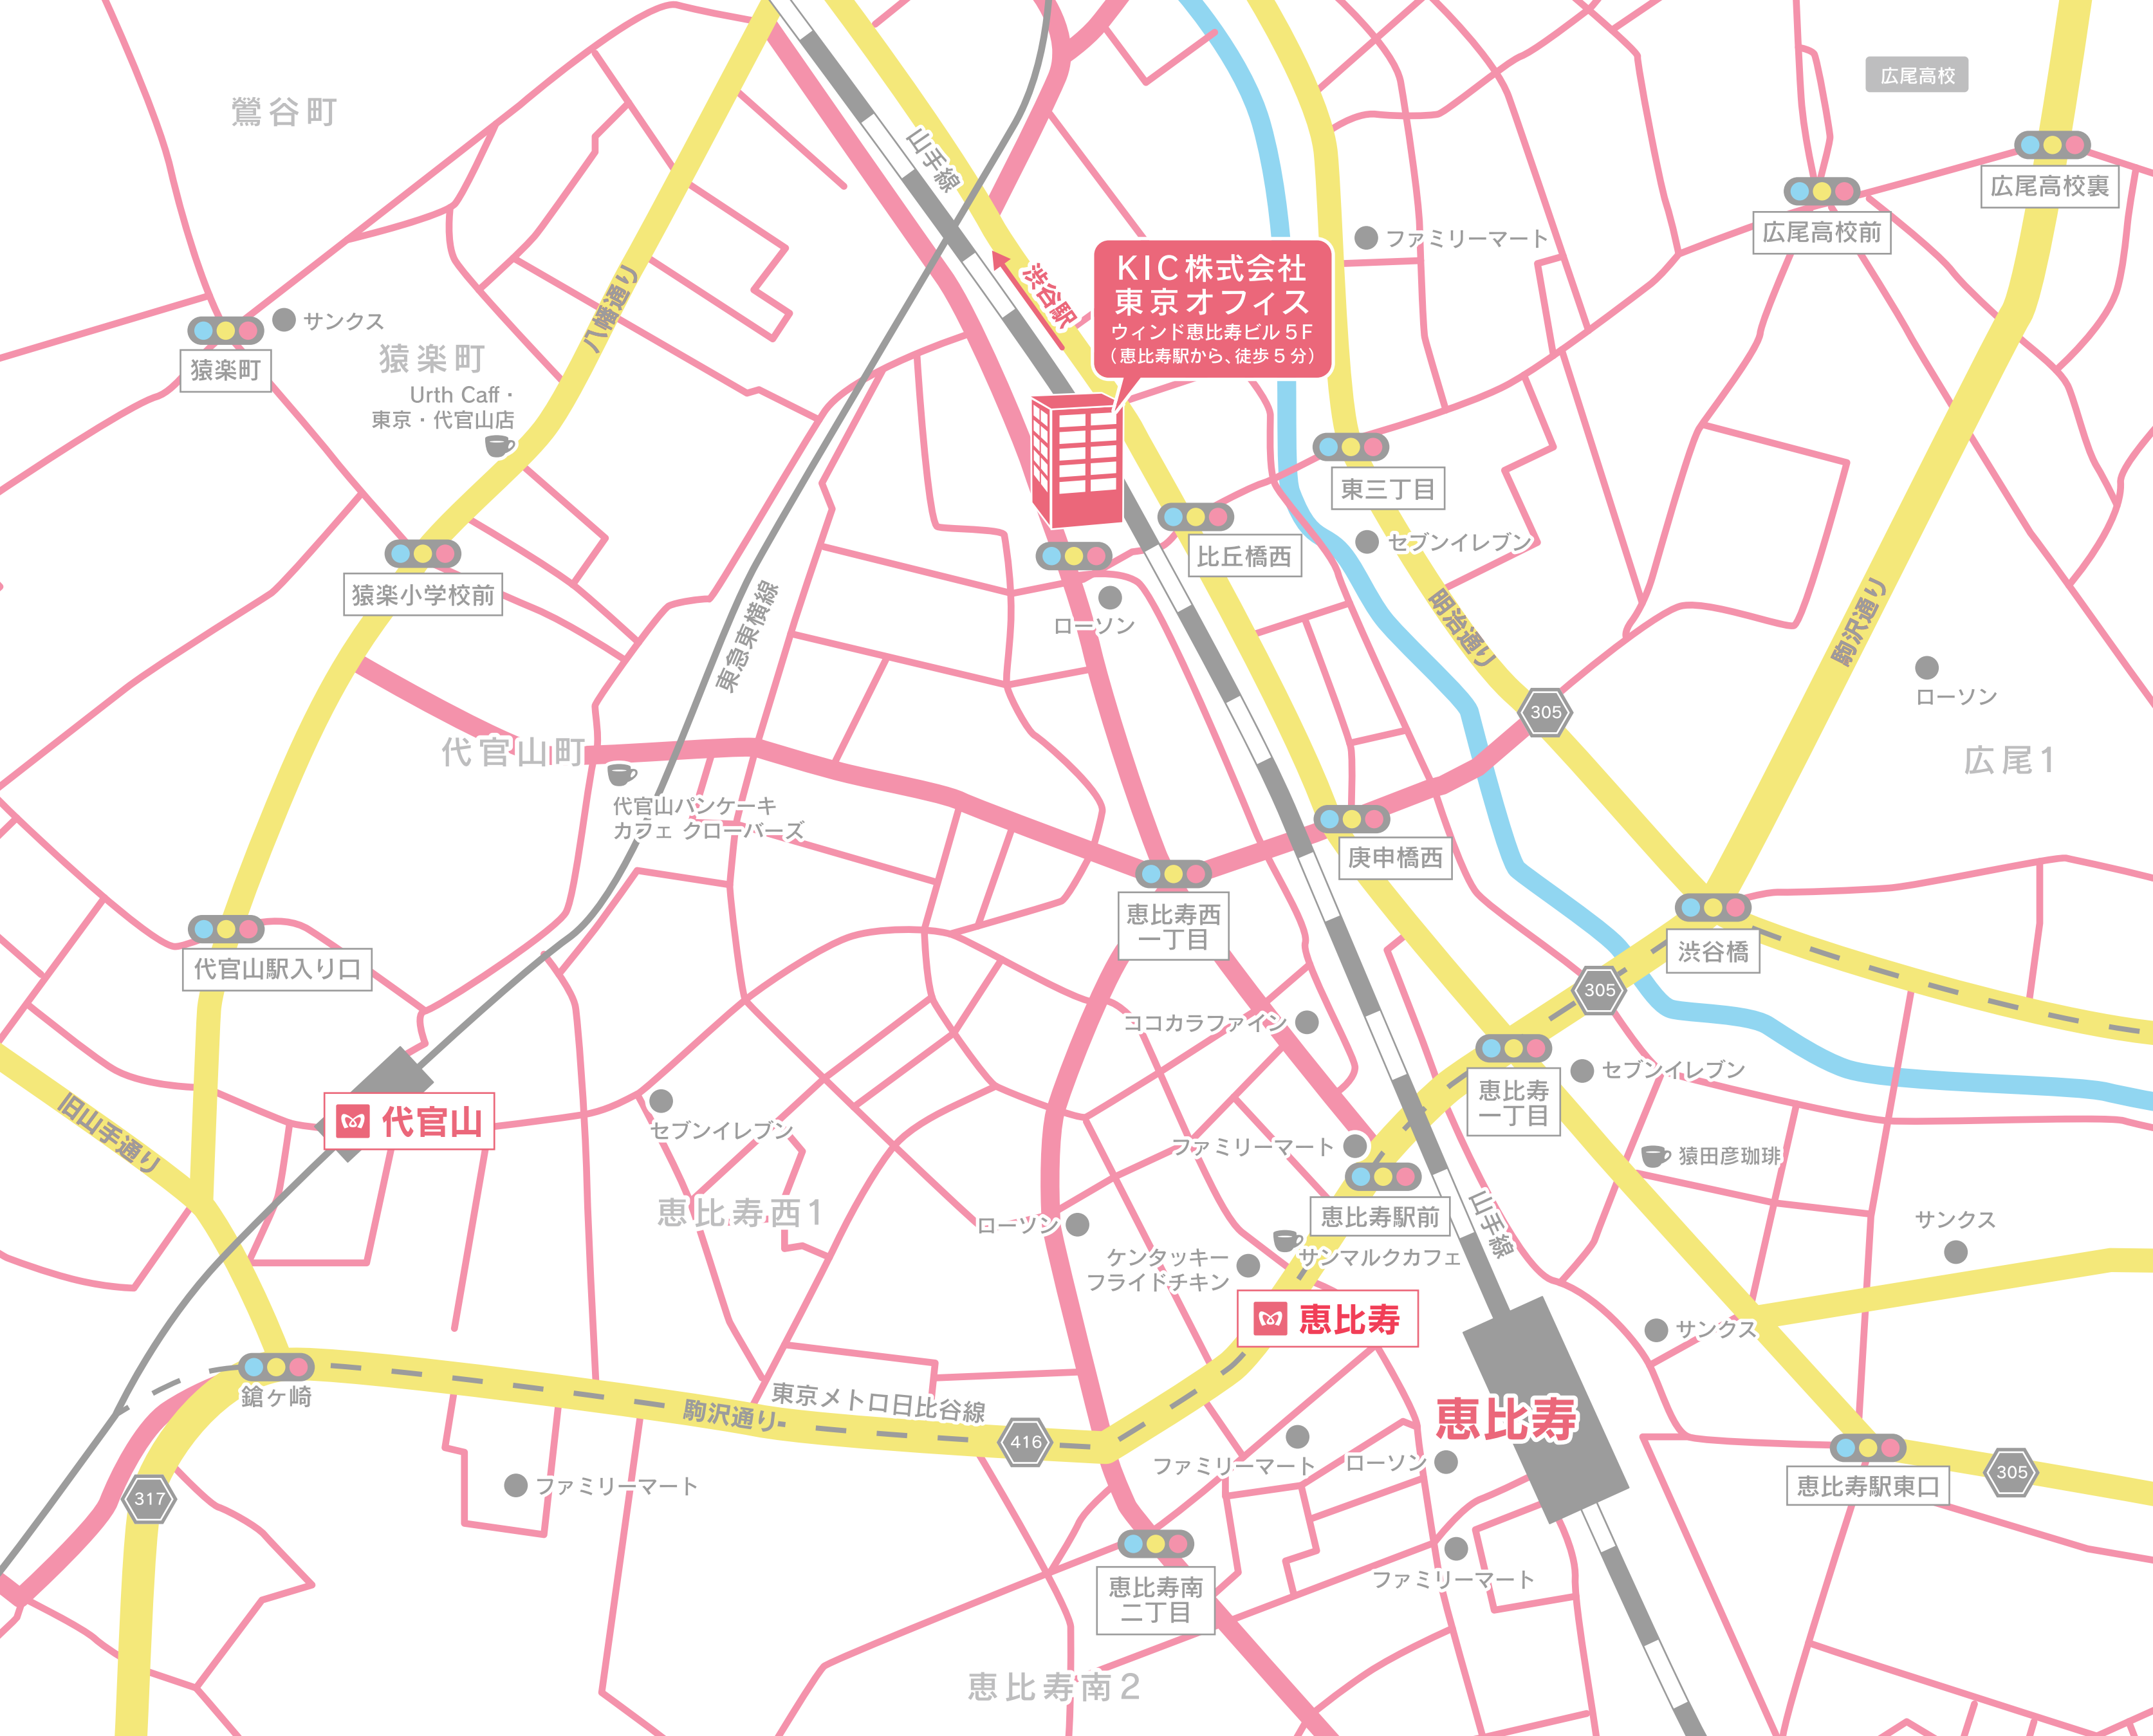 鶯谷町
広尾高校
広尾高校裏
広尾高校前
山手線
ファミリーマート
KIC株式会社
東京オフィス
ウィンド恵比寿ビル５F
（恵比寿駅から、徒歩５分）
渋谷駅
八幡通り
サンクス
猿楽町
猿楽町
Urth Caff・
東京・代官山店
東三丁目
セブンイレブン
比丘橋西
猿楽小学校前
ローソン
東急東横線
明治通り
駒沢通り
ローソン
305
広尾1
代官山町
代官山パンケーキ
カフェ クローバーズ
庚申橋西
恵比寿西
一丁目
渋谷橋
代官山駅入り口
305
ココカラファイン
セブンイレブン
恵比寿
一丁目
旧山手通り
代官山
セブンイレブン
ファミリーマート
猿田彦珈琲
恵比寿西1
ローソン
恵比寿駅前
山手線
サンクス
ケンタッキー
フライドチキン
サンマルクカフェ
恵比寿
サンクス
鎗ヶ崎
東京メトロ日比谷線
駒沢通り
恵比寿
416
ファミリーマート
ローソン
305
恵比寿駅東口
317
ファミリーマート
恵比寿南
二丁目
ファミリーマート
恵比寿南2